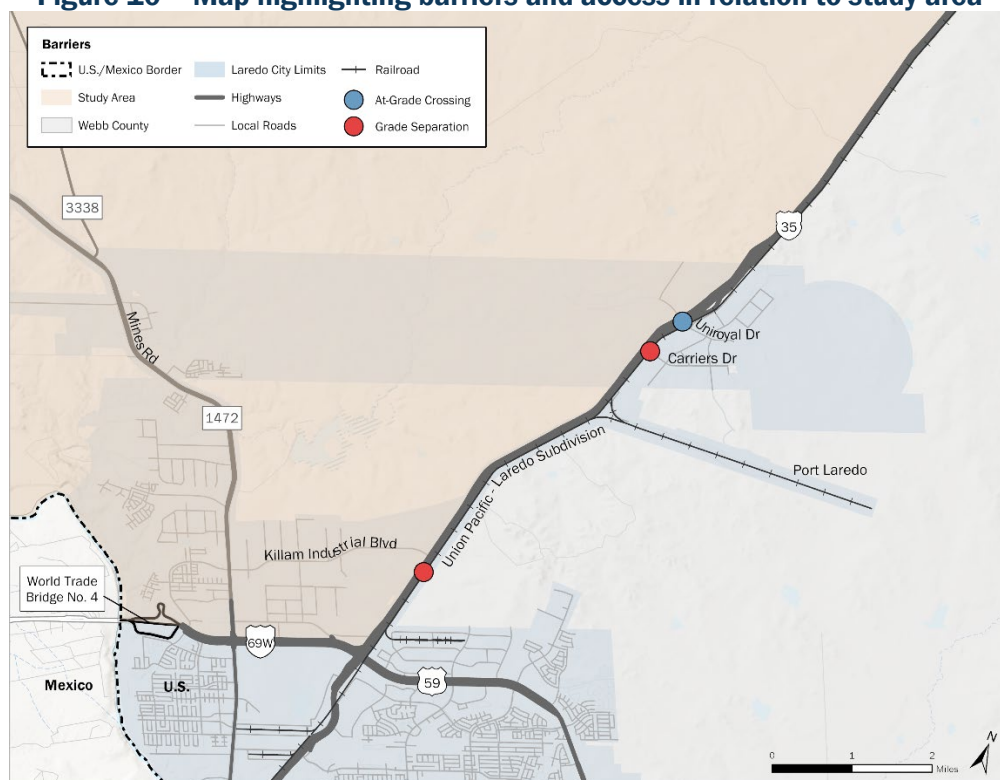 Figure 10 – Map highlighting barriers and access in relation to study area
Barriers
U.S./Mexico Border
Laredo City Limits
Railroad
Study Area
Highways
At-Grade Crossing
Webb County
Local Roads
Grade Separation
3338
35
Mines Rd
Uniroyal Dr
Carriers Dr
1472
Union Pacific - Laredo Subdivision
Port Laredo
Killam Industrial Blvd
World Trade
Bridge No. 4
69W
59
Mexico
U.S.
N
0 1 2
Miles